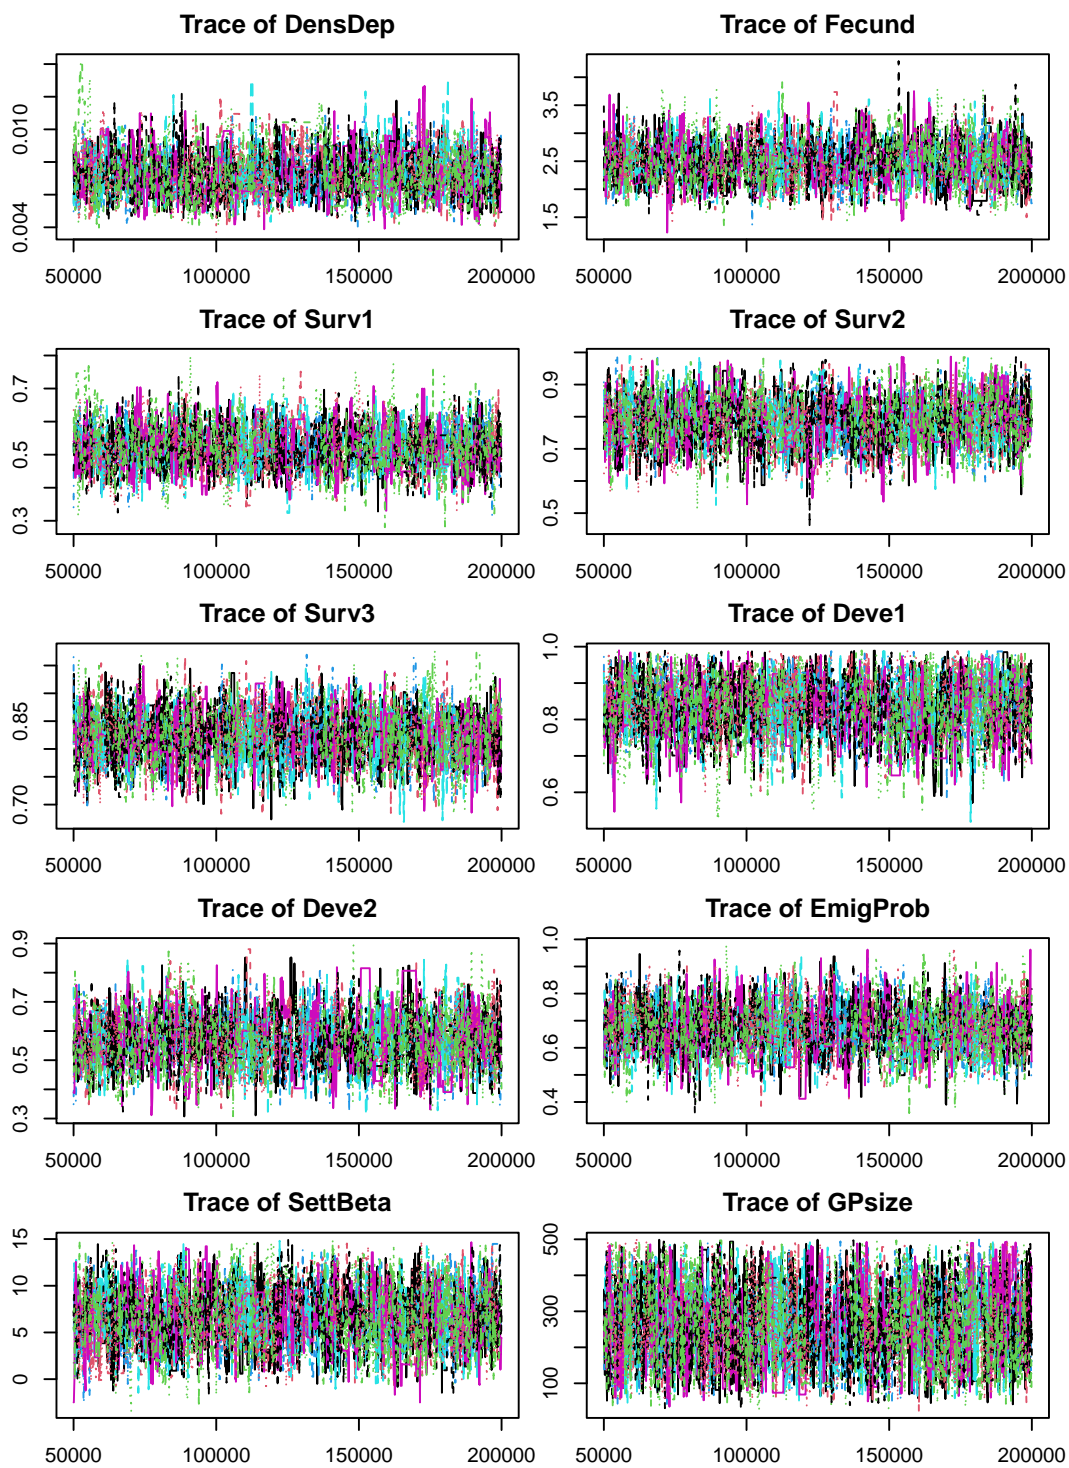 Trace of DensDep
0.010
0.004
50000 100000 150000 200000
Trace of Fecund
3.5
2.5
1.5
50000 100000 150000 200000
Trace of Surv1
0.7
0.5
0.3
50000 100000 150000 200000
Trace of Surv2
0.9
0.7
0.5
50000 100000 150000 200000
Trace of Surv3
0.85
0.70
50000 100000 150000 200000
Trace of Deve1
1.0
0.8
0.6
50000 100000 150000 200000
Trace of Deve2
0.9
0.7
0.5
0.3
50000 100000 150000 200000
Trace of EmigProb
1.0
0.8
0.6
0.4
50000 100000 150000 200000
Trace of SettBeta
15
10
5
0
50000 100000 150000 200000
Trace of GPsize
500
300
100
50000 100000 150000 200000